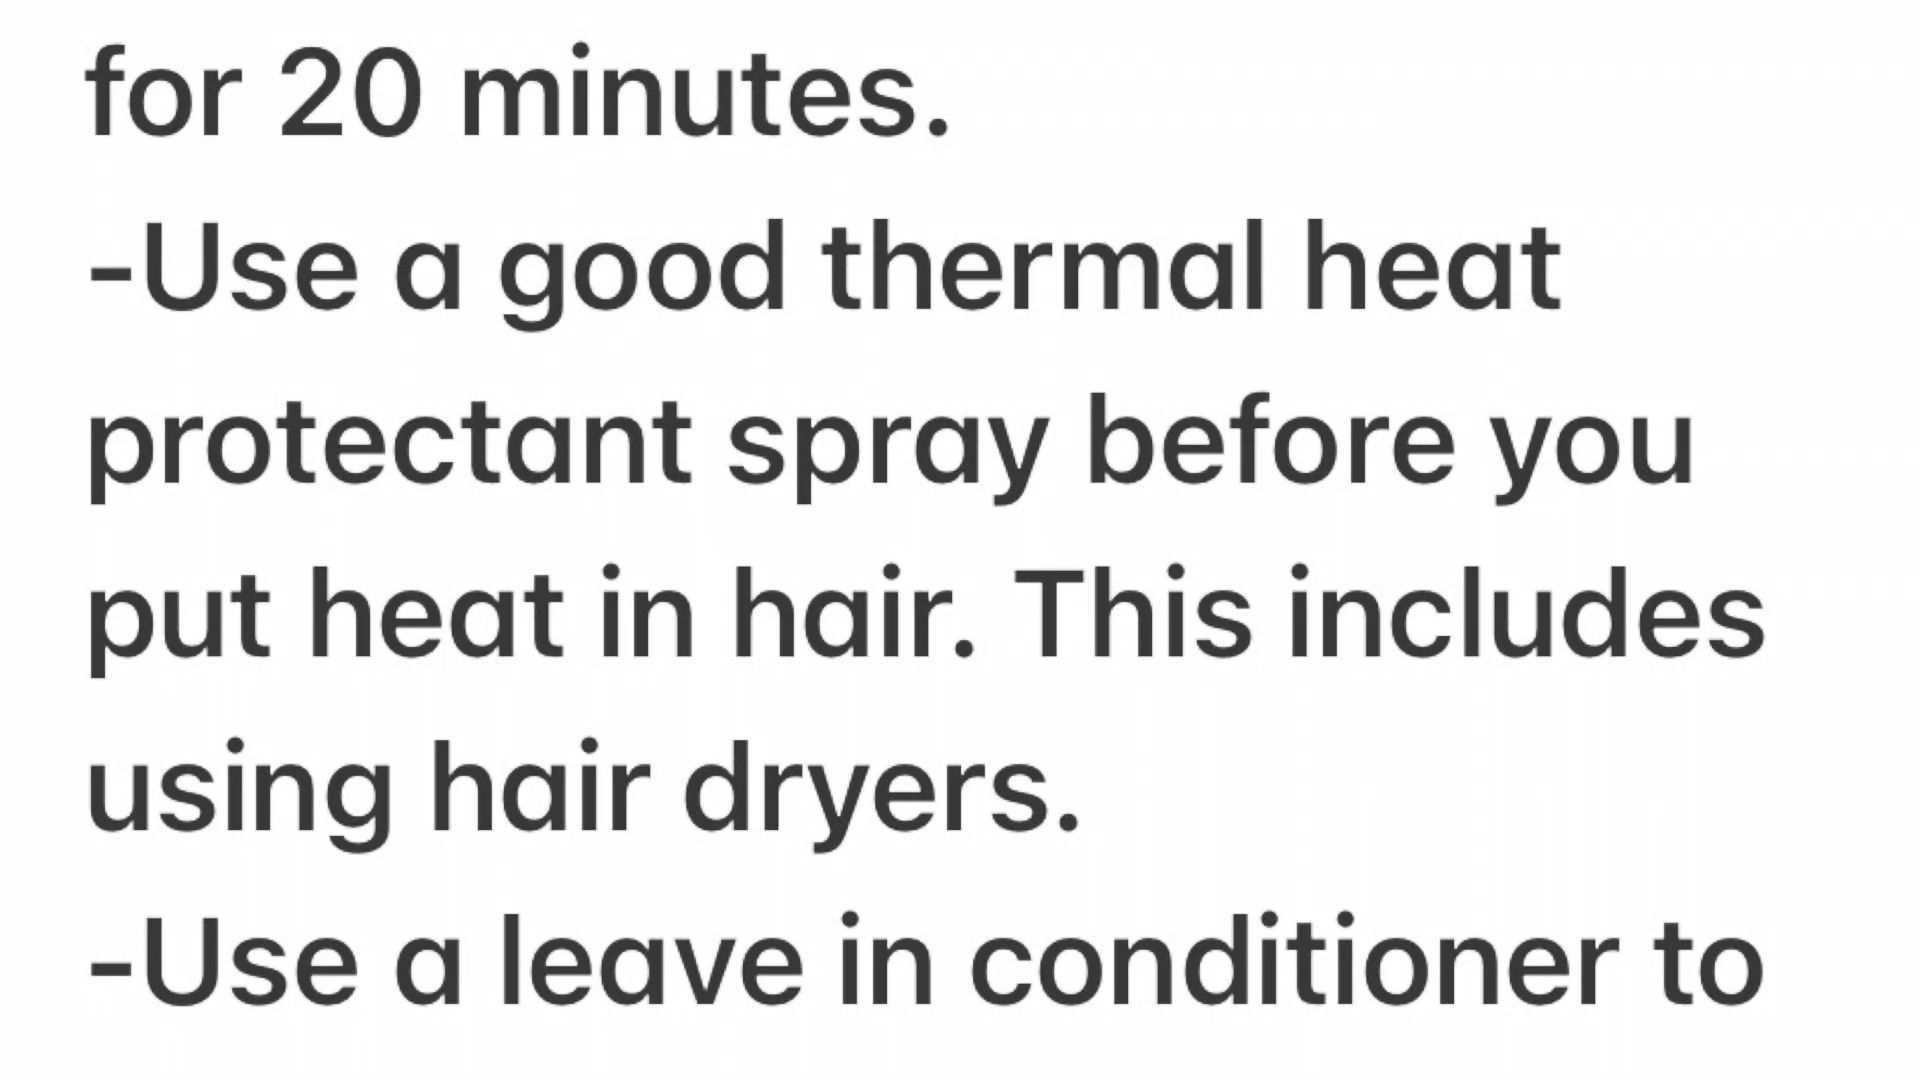 for 20 minutes.
-Use a good thermal heat
protectant spray before you
put heat in hair. This includes
using hair dryers.
-Use a leave in conditioner to